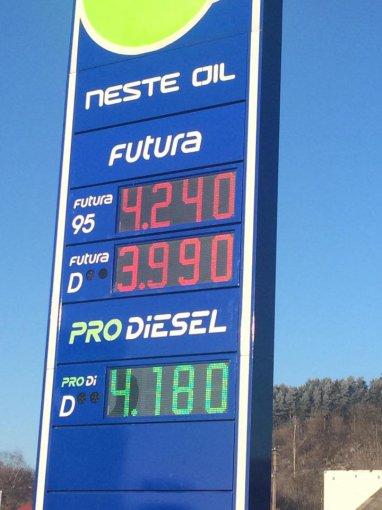 NESTE OIL
Futura
Futura 95 4.240
Futura D 3.990
PRO DIESEL
PRO DI D 4.180